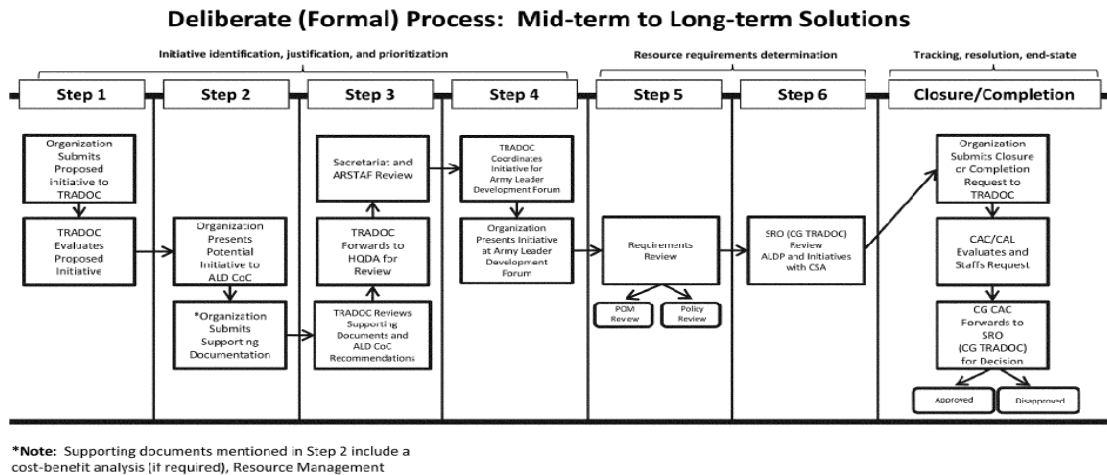 Deliberate (Formal) Process: Mid-term to Long-term Solutions
Initiative identification, justification, and prioritization
Resource requirements determination
Tracking, resolution, end-state
Step 1
Step 2
Step 3
Step 4
Step 5
Step 6
Closure/Completion
Organization
Submits
Proposed
initiative to
TRADOC
TRADOC
Evaluates
Proposed
Initiative
Organization
Presents
Potential
Initiative to
ALD CoC
*Organization
Submits
Supporting
Documentation
Secretariat and
ARSTAF Review
TRADOC
Forwards to
HQDA for
Review
TRADOC Reviews
Supporting
Documents and
ALD CoC
Recommendations
TRADOC
Coordinates
Initiative for
Army Leader
Development Forum
Organization
Presents Initiative
at Army Leader
Development
Forum
Requirements
Review
POM
Review
Policy
Review
SRO (CG TRADOC)
Review
ALDP and Initiatives
with CSA
Organization
Submits Closure
or Completion
Request to
TRADOC
CAC/CAL
Evaluates and
Staffs Request
CG CAC
Forwards to
SRO
(CG TRADOC)
for Decision
Approved
Disapproved
*Note: Supporting documents mentioned in Step 2 include a
cost-benefit analysis (if required), Resource Management